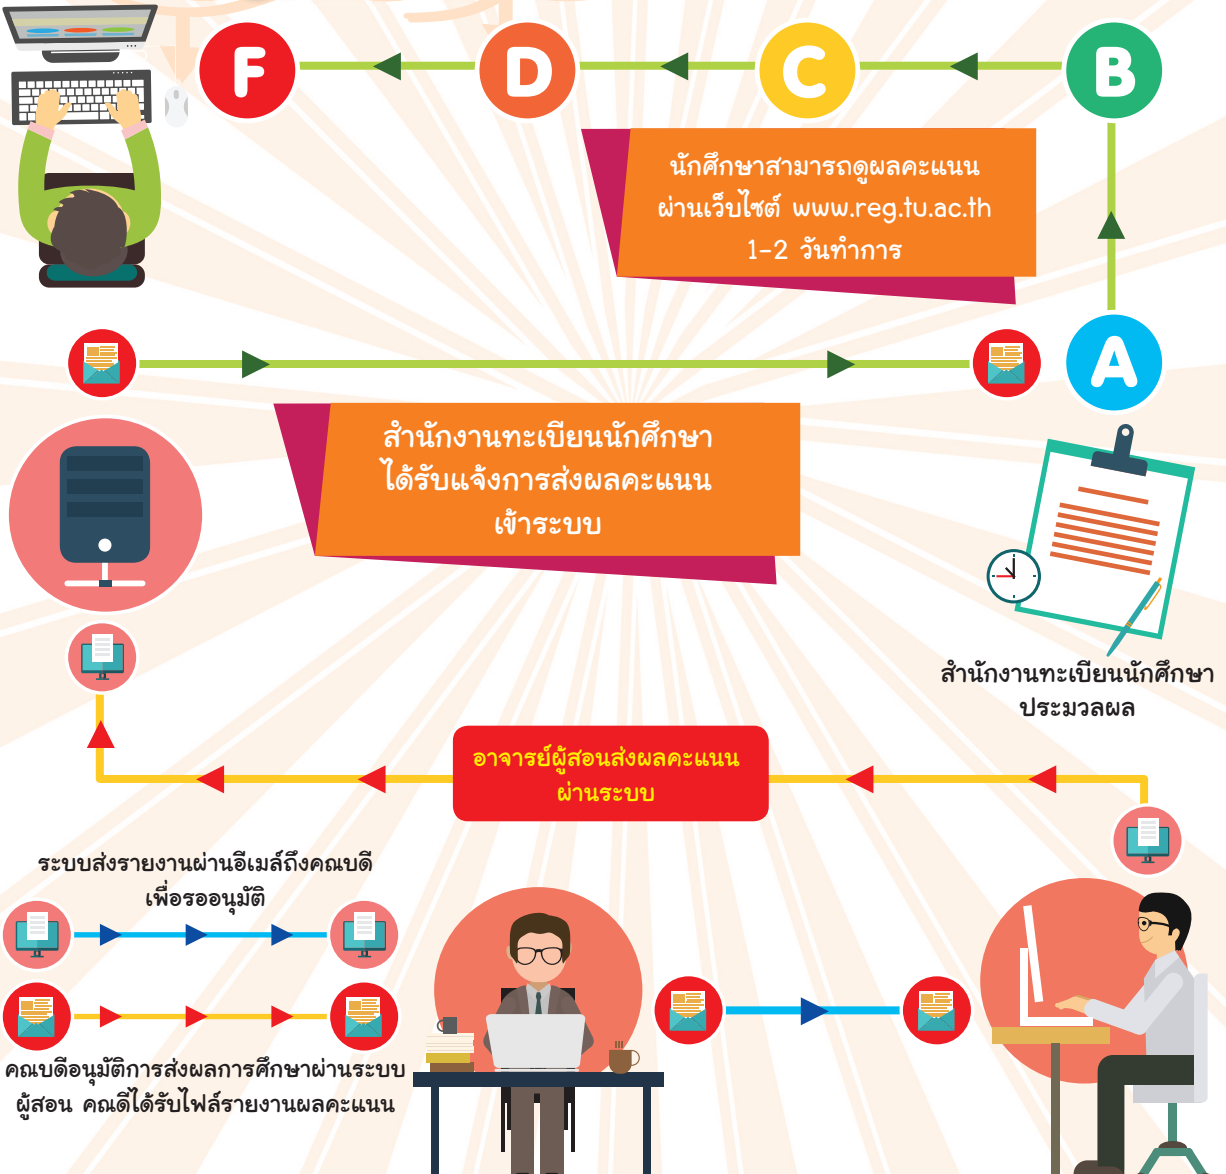 F D C B
นักศึกษาสามารถดูผลคะแนน
ผ่านเว็บไซต์ www.reg.tu.ac.th
1-2 วันทำการ
A
สำนักงานทะเบียนนักศึกษา
ได้รับแจ้งการส่งผลคะแนน
เข้าระบบ
สำนักงานทะเบียนนักศึกษา
ประมวลผล
อาจารย์ผู้สอนส่งผลคะแนน
ผ่านระบบ
ระบบส่งรายงานผ่านอีเมล์ถึงคณบดี
เพื่อรออนุมัติ
คณบดีอนุมัติการส่งผลการศึกษาผ่านระบบ
ผู้สอน คณดีได้รับไฟล์รายงานผลคะแนน